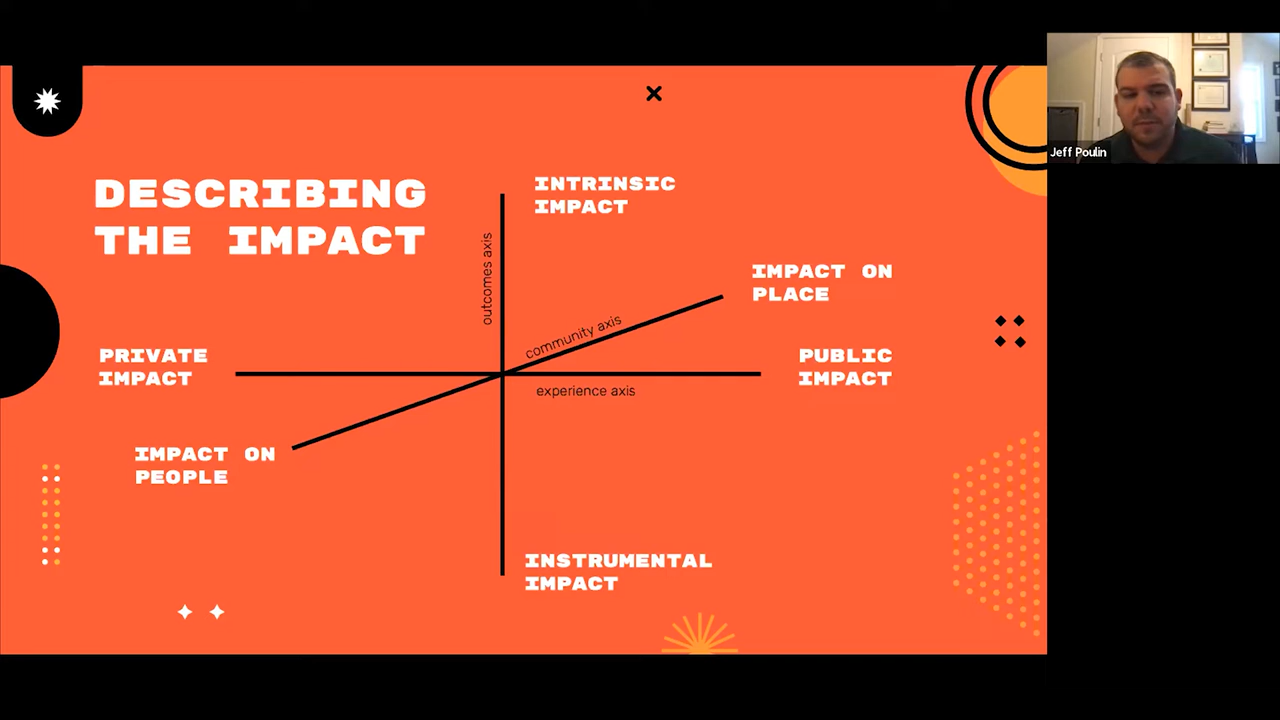 DESCRIBING
THE IMPACT
INTRINSIC
IMPACT
outcomes axis
IMPACT ON
PLACE
community axis
PRIVATE
IMPACT
PUBLIC
IMPACT
experience axis
IMPACT ON
PEOPLE
INSTRUMENTAL
IMPACT
Jeff Poulin